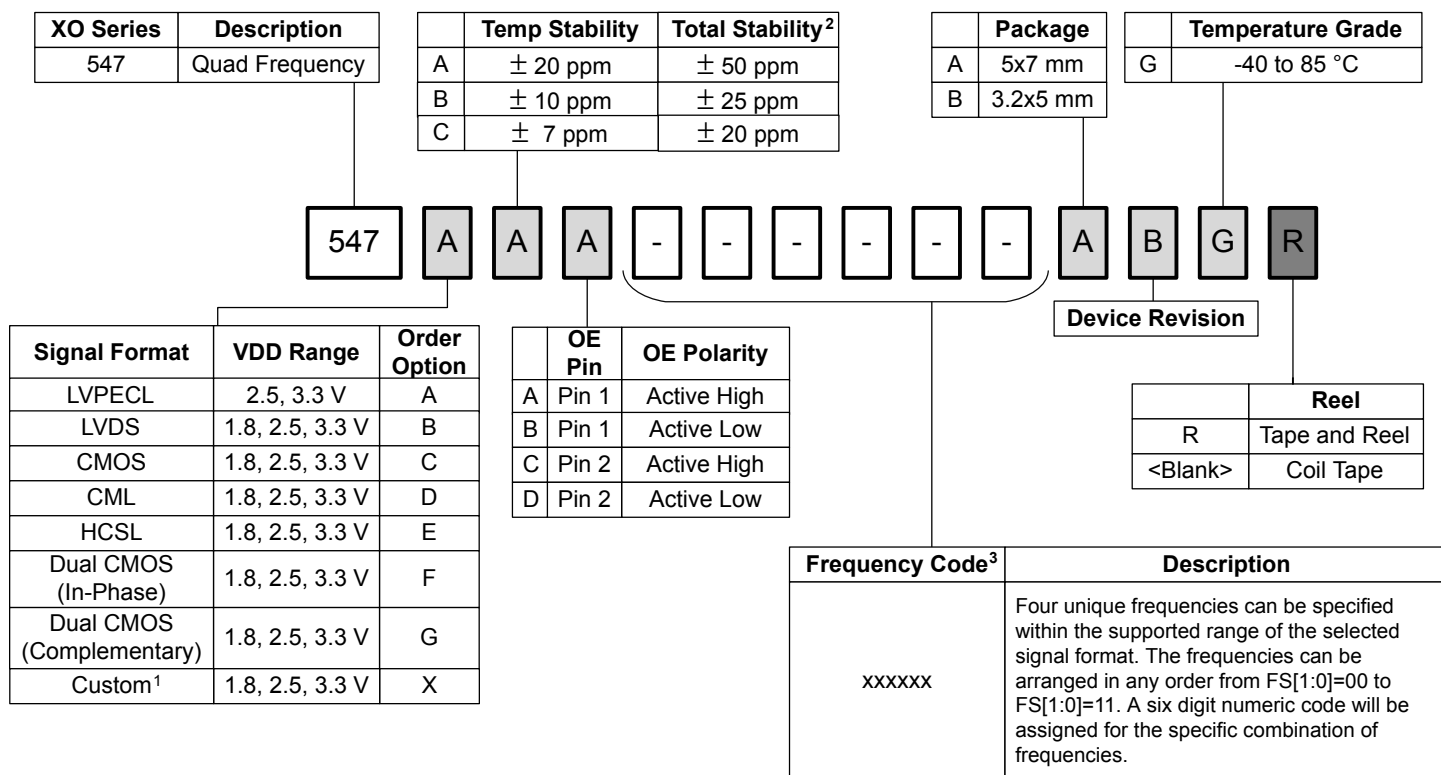 XO Series Description
547 Quad Frequency
Temp Stability Total Stability²
A ± 20 ppm ± 50 ppm
B ± 10 ppm ± 25 ppm
C ± 7 ppm ± 20 ppm
Package
A 5x7 mm
B 3.2x5 mm
Temperature Grade
G -40 to 85 °C
547 A A A - - - - - - A B G R
Device Revision
Signal Format VDD Range Order Option
LVPECL 2.5, 3.3 V A
LVDS 1.8, 2.5, 3.3 V B
CMOS 1.8, 2.5, 3.3 V C
CML 1.8, 2.5, 3.3 V D
HCSL 1.8, 2.5, 3.3 V E
Dual CMOS
(In-Phase) 1.8, 2.5, 3.3 V F
Dual CMOS
(Complementary) 1.8, 2.5, 3.3 V G
Custom¹ 1.8, 2.5, 3.3 V X
OE Pin OE Polarity
A Pin 1 Active High
B Pin 1 Active Low
C Pin 2 Active High
D Pin 2 Active Low
Reel
R Tape and Reel
<Blank> Coil Tape
Frequency Code³ Description
xxxxxx
Four unique frequencies can be specified
within the supported range of the selected
signal format. The frequencies can be
arranged in any order from FS[1:0]=00 to
FS[1:0]=11. A six digit numeric code will be
assigned for the specific combination of
frequencies.